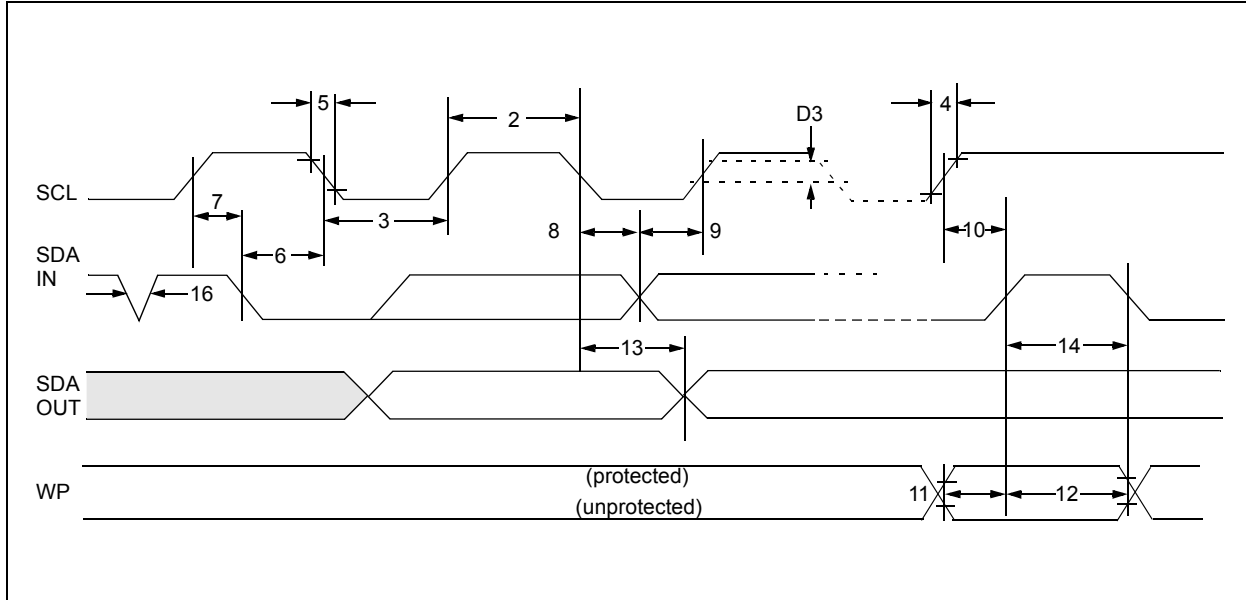 5
2
D3
4
SCL
7
3
8
9
10
6
SDA
IN
16
13
14
SDA
OUT
(protected)
WP
11
12
(unprotected)